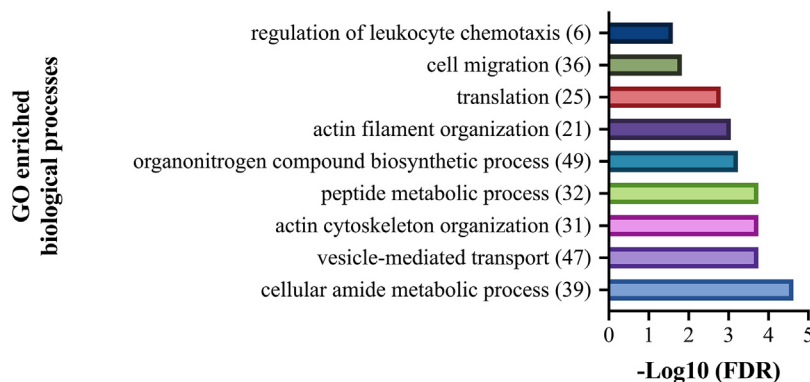 GO enriched
biological processes
regulation of leukocyte chemotaxis (6)
cell migration (36)
translation (25)
actin filament organization (21)
organonitrogen compound biosynthetic process (49)
peptide metabolic process (32)
actin cytoskeleton organization (31)
vesicle-mediated transport (47)
cellular amide metabolic process (39)
0 1 2 3 4 5
-Log10 (FDR)